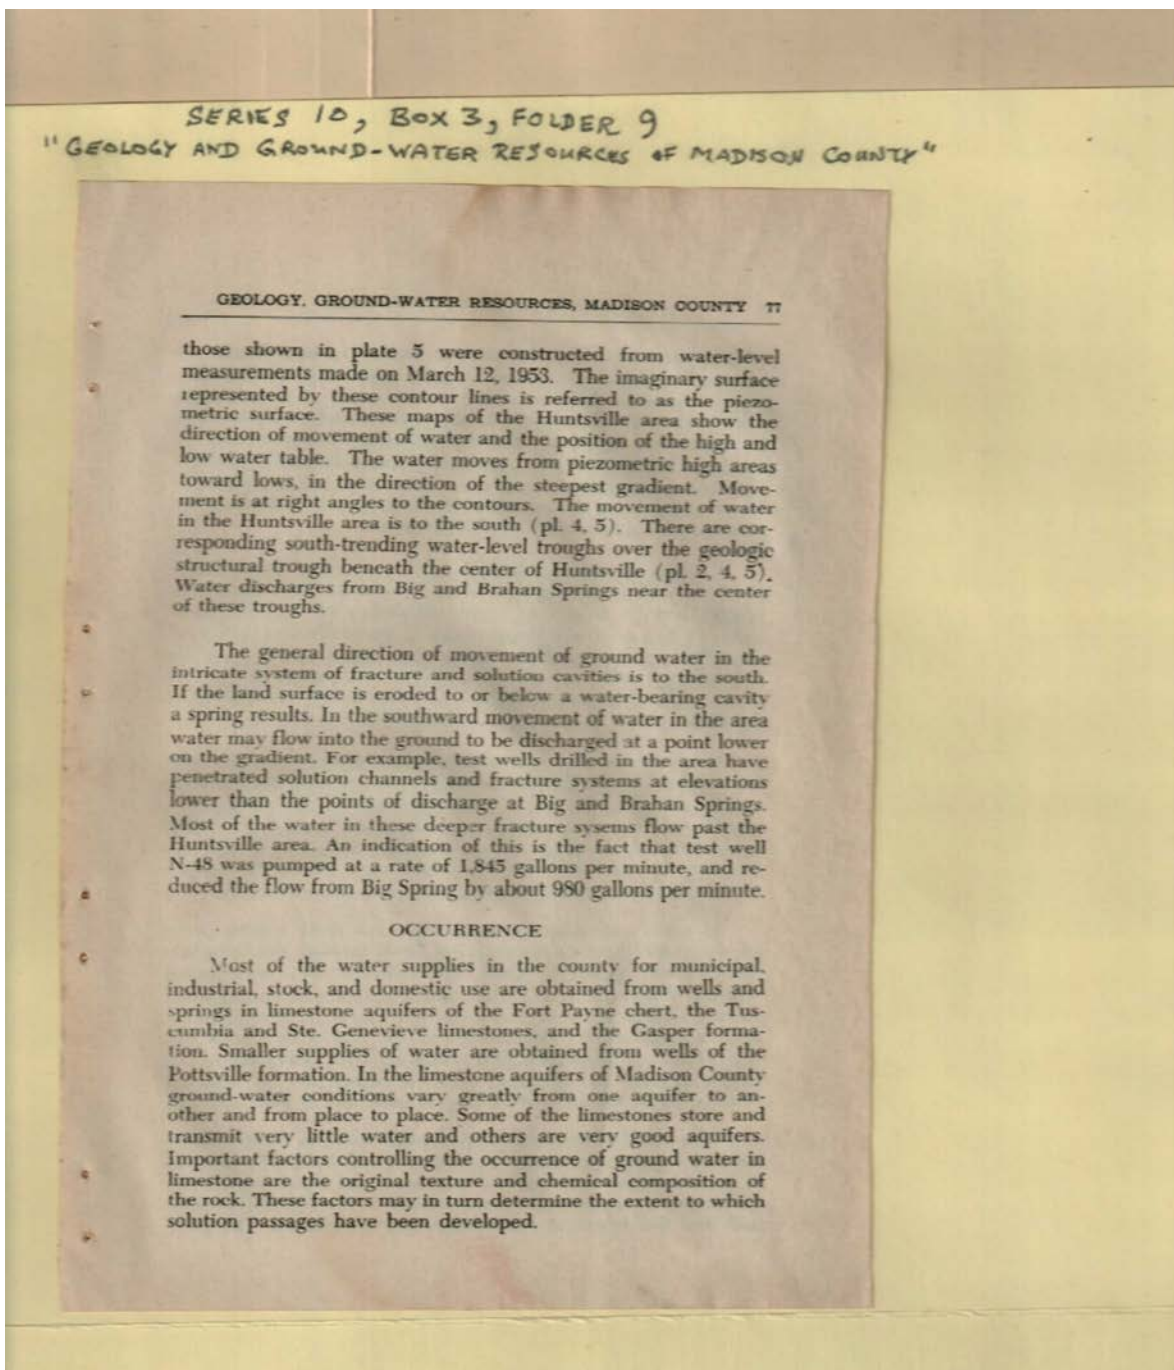 SERIES 10, BOX 3, FOLDER 9
"GEOLOGY AND GROUND-WATER RESOURCES OF MADISON COUNTY"
GEOLOGY, GROUND-WATER RESOURCES, MADISON COUNTY 77
those shown in plate 5 were constructed from water-level
measurements made on March 12, 1953. The imaginary surface
represented by these contour lines is referred to as the piezo-
metric surface. These maps of the Huntsville area show the
direction of movement of water and the position of the high and
low water table. The water moves from piezometric high areas
toward lows, in the direction of the steepest gradient. Move-
ment is at right angles to the contours. The movement of water
in the Huntsville area is to the south (pl. 4, 5). There are cor-
responding south-trending water-level troughs over the geologic
structural trough beneath the center of Huntsville (pl. 2, 4, 5).
Water discharges from Big and Brahan Springs near the center
of these troughs.
The general direction of movement of ground water in the
intricate system of fracture and solution cavities is to the south.
If the land surface is eroded to or below a water-bearing cavity
a spring results. In the southward movement of water in the area
water may flow into the ground to be discharged at a point lower
on the gradient. For example, test wells drilled in the area have
penetrated solution channels and fracture systems at elevations
lower than the points of discharge at Big and Brahan Springs.
Most of the water in these deeper fracture sysems flow past the
Huntsville area. An indication of this is the fact that test well
N-48 was pumped at a rate of 1,845 gallons per minute, and re-
duced the flow from Big Spring by about 980 gallons per minute.
OCCURRENCE
Most of the water supplies in the county for municipal,
industrial, stock, and domestic use are obtained from wells and
springs in limestone aquifers of the Fort Payne chert, the Tus-
cumbia and Ste. Genevieve limestones, and the Gasper forma-
tion. Smaller supplies of water are obtained from wells of the
Pottsville formation. In the limestone aquifers of Madison County
ground-water conditions vary greatly from one aquifer to an-
other and from place to place. Some of the limestones store and
transmit very little water and others are very good aquifers.
Important factors controlling the occurrence of ground water in
limestone are the original texture and chemical composition of
the rock. These factors may in turn determine the extent to which
solution passages have been developed.